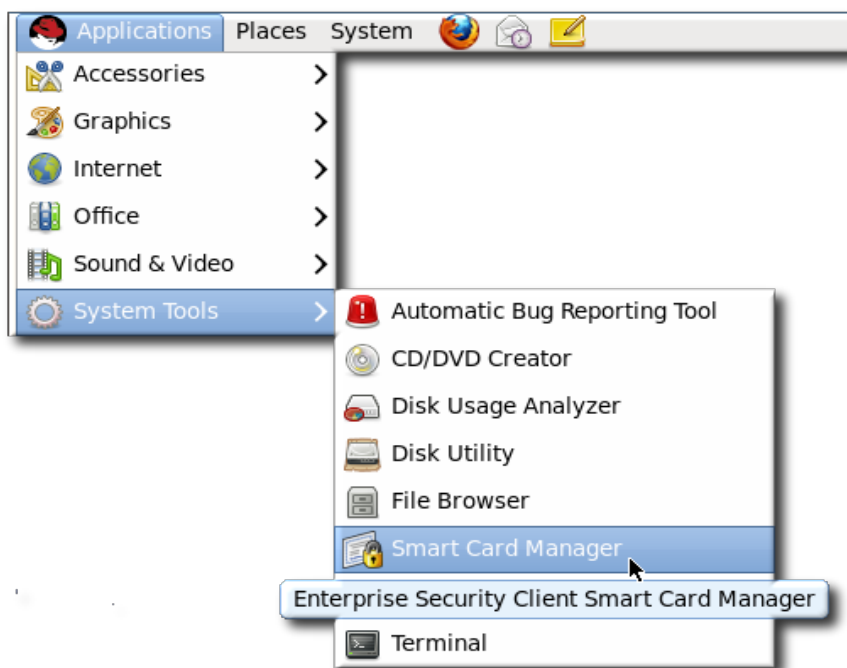 Applications Places System
Accessories
Graphics
Internet
Office
Sound & Video
System Tools
Automatic Bug Reporting Tool
CD/DVD Creator
Disk Usage Analyzer
Disk Utility
File Browser
Smart Card Manager
Enterprise Security Client Smart Card Manager
Terminal